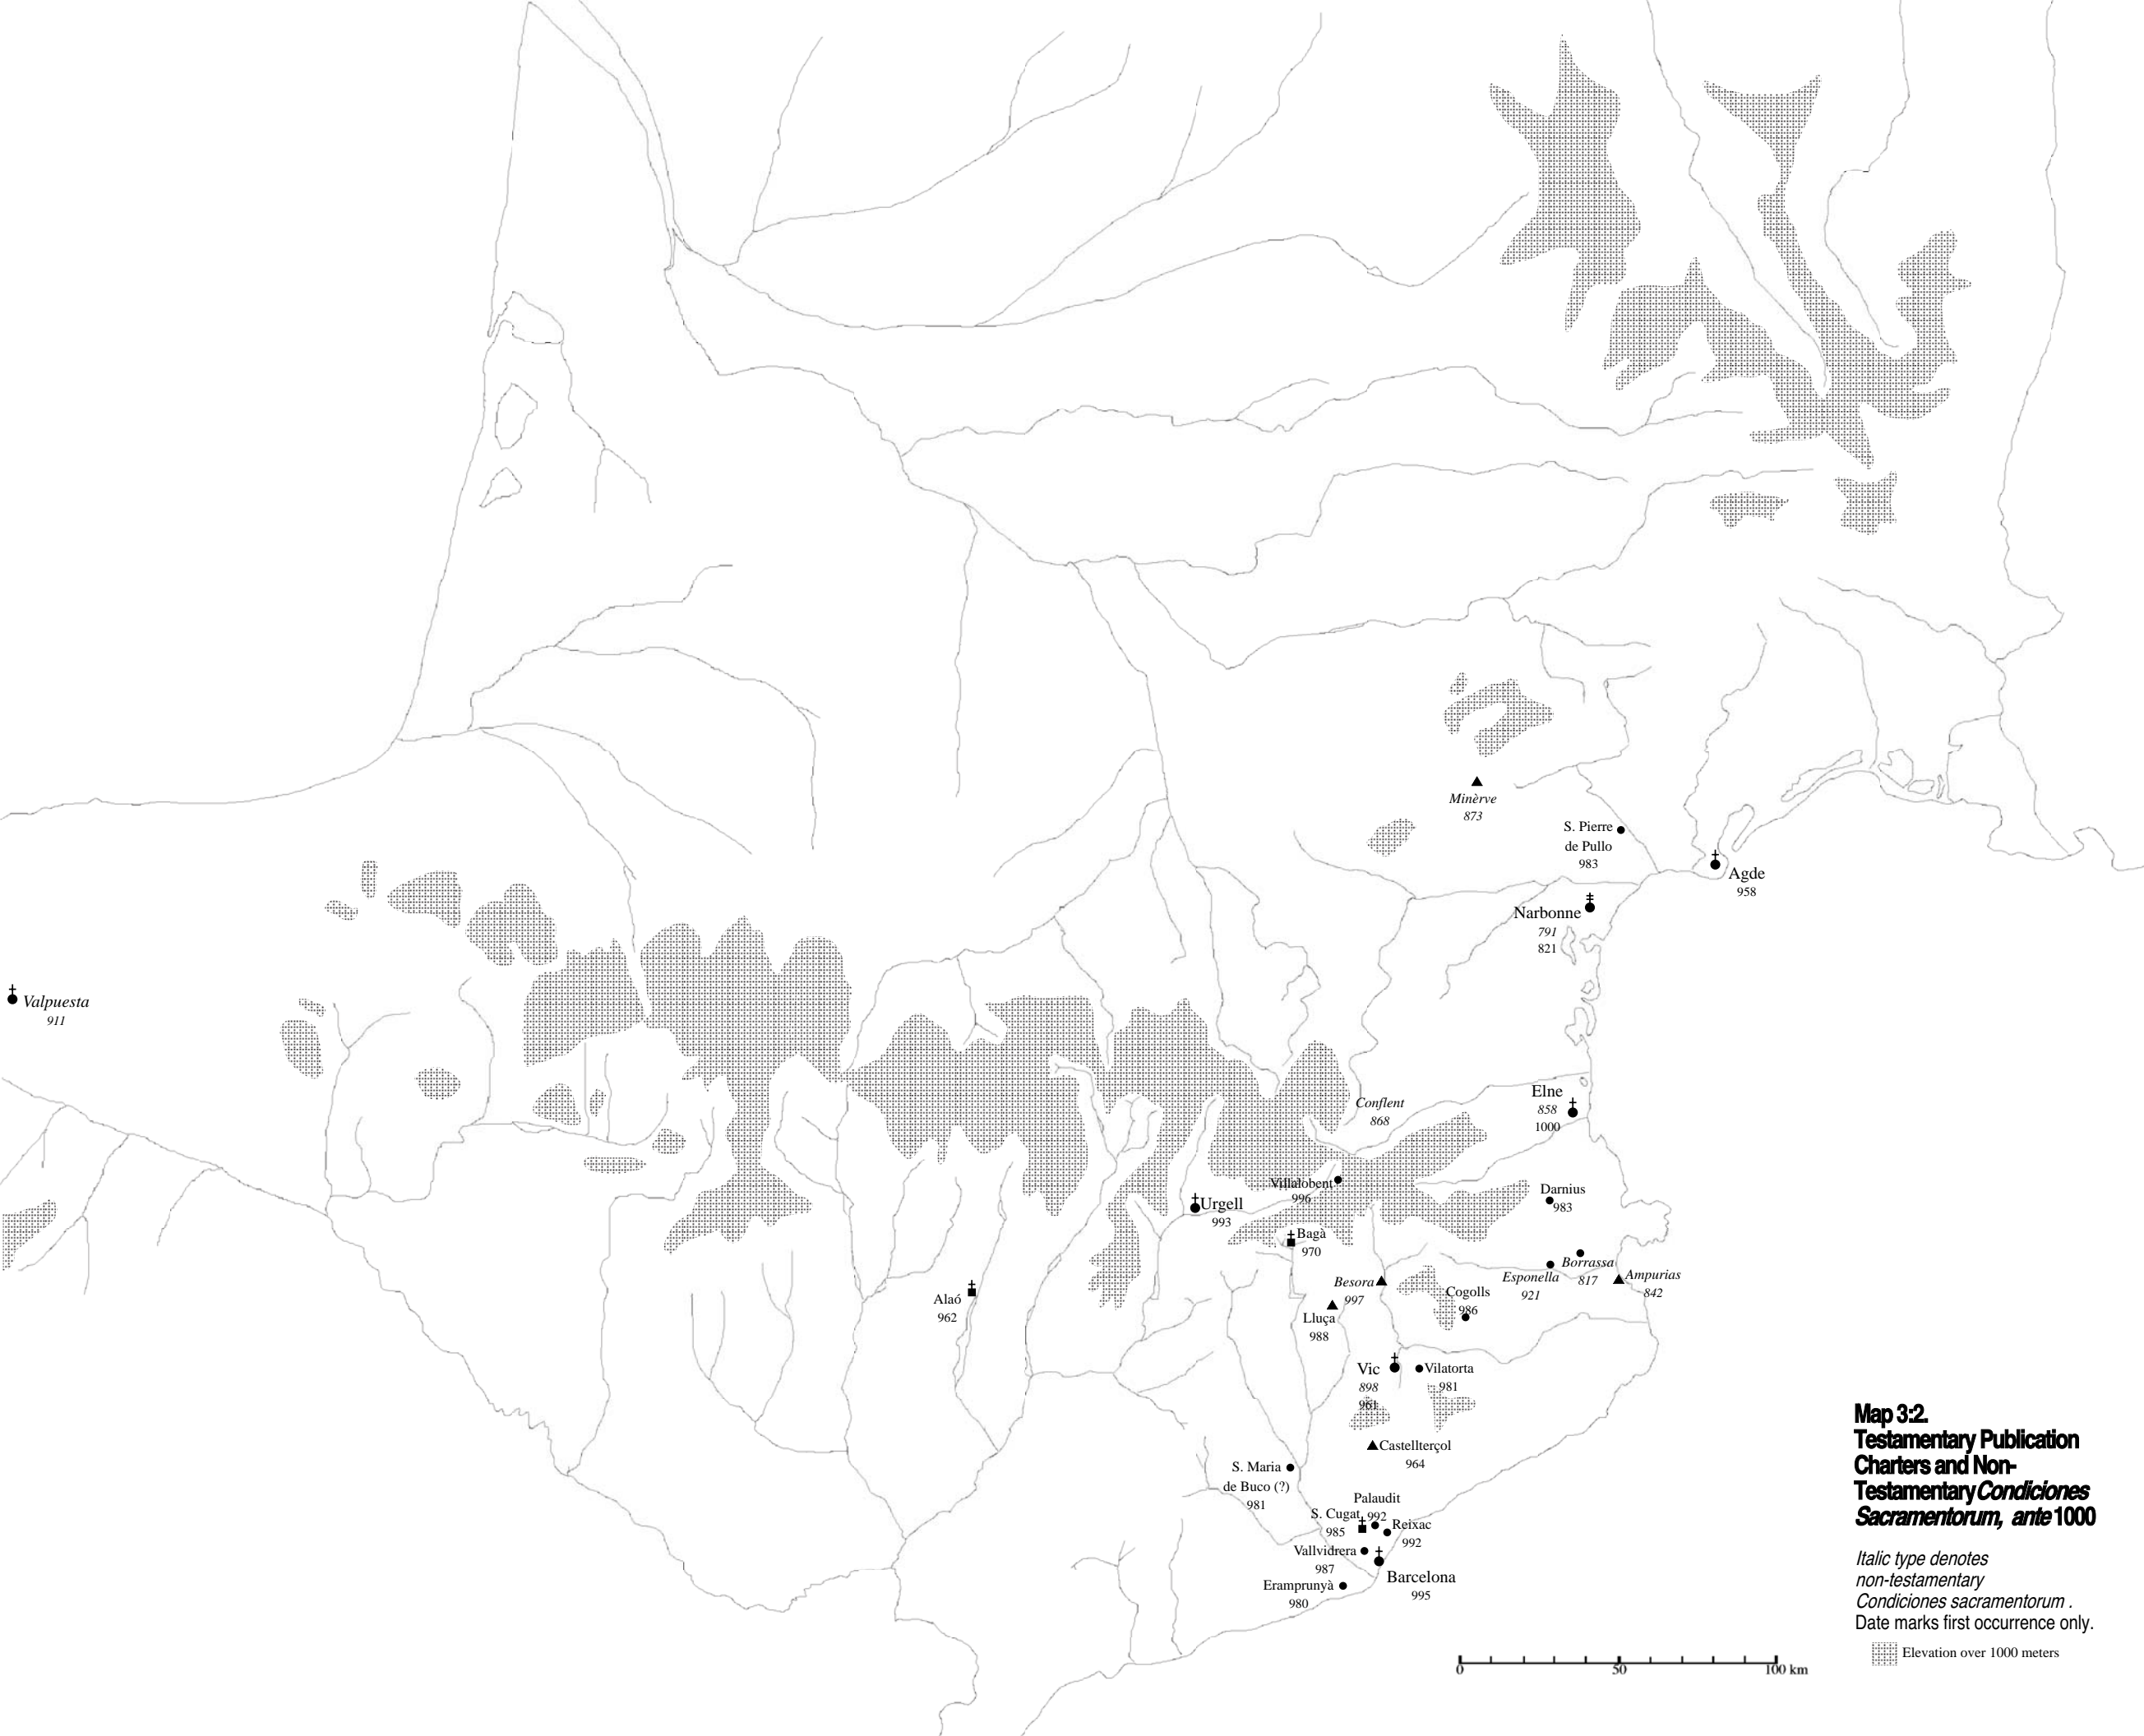 Minèrve
873
S. Pierre
de Pullo
983
Agde
958
Narbonne
791
821
Valpuesta
911
Elne
858
1000
Conflent
868
Villalobent
996
Urgell
993
Darnius
983
Bagà
970
Borrassa
817
Esponella
921
Ampurias
842
Besora
997
Cogolls
986
Alaó
962
Lluça
988
Vic
898
961
Vilatorta
981
Castellterçol
964
S. Maria
de Buco (?)
981
Palaudit
992
S. Cugat
985
Reixac
992
Vallvidrera
987
Barcelona
995
Eramprunyà
980
Map 3:2.
Testamentary Publication
Charters and Non-
Testamentary Condiciones
Sacramentorum, ante 1000
Italic type denotes
non-testamentary
Condiciones sacramentorum .
Date marks first occurrence only.
Elevation over 1000 meters
0 50 100 km